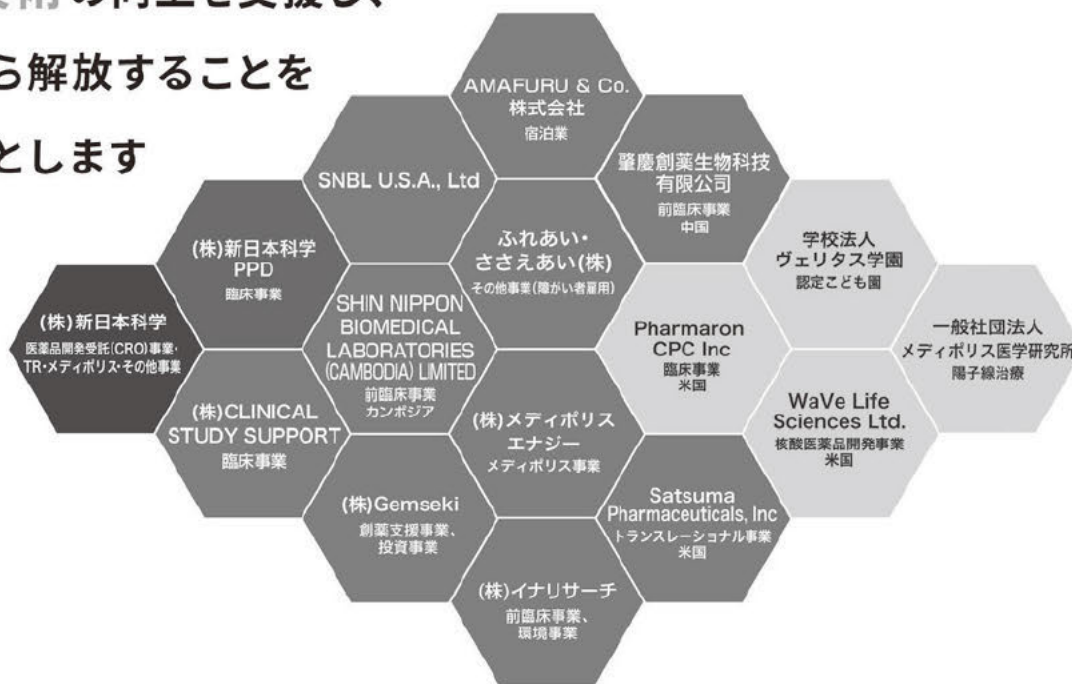 の向上を支援し、
ら解放することを
とします
AMAFURU & Co.
株式会社
宿泊業
SNBL U.S.A., Ltd
肇慶創薬生物科技
有限公司
前臨床事業
中国
(株)新日本科学
PPD
臨床事業
ふれあい・
ささえあい(株)
その他事業(障がい者雇用)
学校法人
ヴェリタス学園
認定こども園
(株)新日本科学
医薬品開発受託(CRO)事業・
TR・メディポリス・その他事業
SHIN NIPPON
BIOMEDICAL
LABORATORIES
(CAMBODIA) LIMITED
前臨床事業
カンボジア
Pharmaron
CPC Inc
臨床事業
米国
一般社団法人
メディポリス医学研究所
陽子線治療
(株)CLINICAL
STUDY SUPPORT
臨床事業
(株)メディポリス
エナジー
メディポリス事業
WaVe Life
Sciences Ltd.
核酸医薬品開発事業
米国
(株)Gemseki
創薬支援事業、
投資事業
Satsuma
Pharmaceuticals, Inc
トランスレーショナル事業
米国
(株)イナリサーチ
前臨床事業、
環境事業